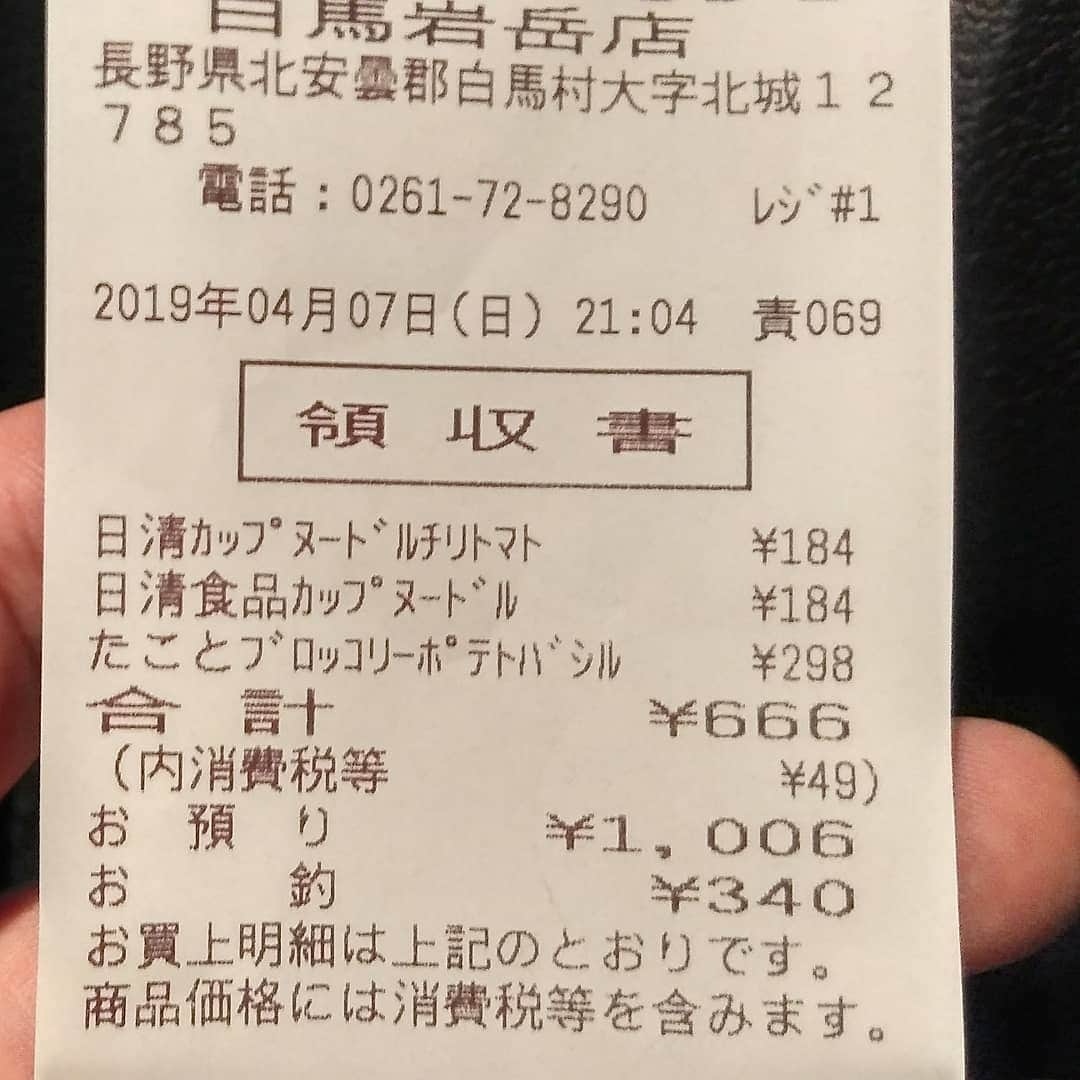 白馬岩岳店
長野県北安曇郡白馬村大字北城１２
７８５
電話：0261-72-8290 ﾚｼﾞ#1
2019年04月07日(日) 21:04 責069
領 収 書
日清ｶｯﾌﾟﾇｰﾄﾞﾙﾁﾘﾄﾏﾄ ¥184
日清食品ｶｯﾌﾟﾇｰﾄﾞﾙ ¥184
たことﾌﾞﾛｯｺﾘｰﾎﾟﾃﾄﾊﾞｼﾙ ¥298
合 計 ¥666
（内消費税等 ¥49)
お 預 り ¥1,006
お 釣 ¥340
お買上明細は上記のとおりです。
商品価格には消費税等を含みます。